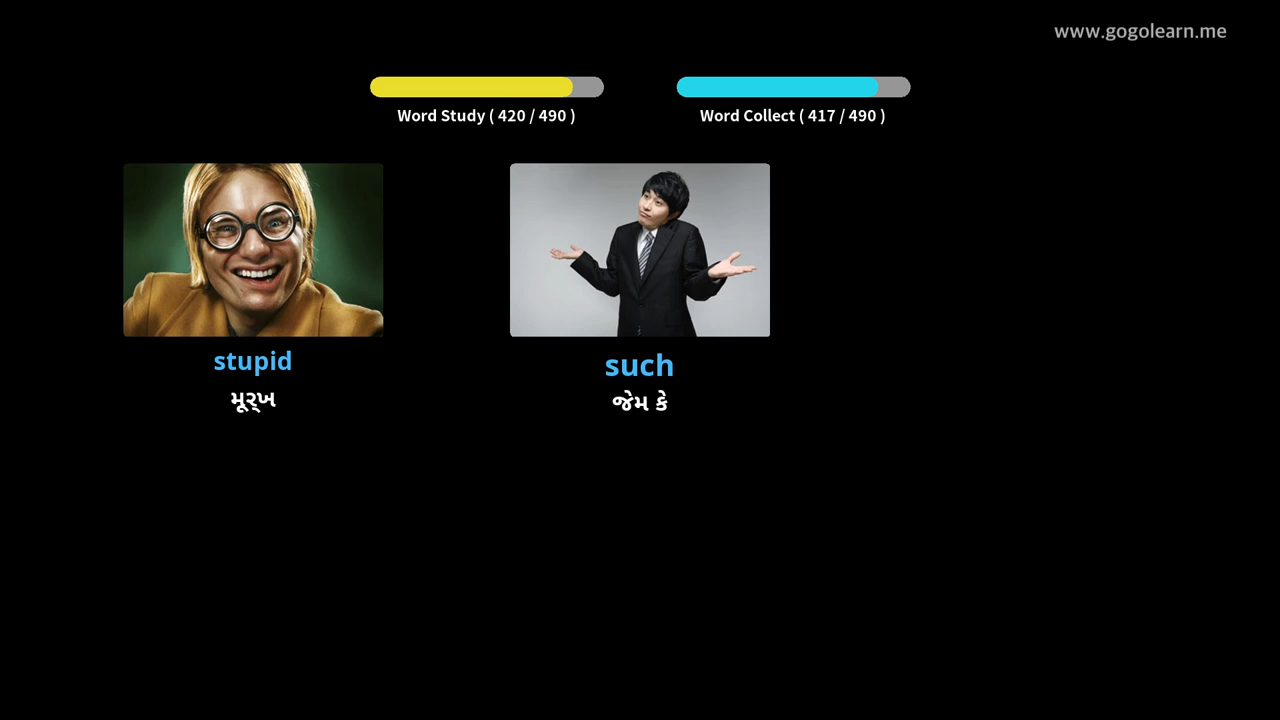 www.gogolearn.me
Word Study ( 420 / 490 )
Word Collect ( 417 / 490 )
stupid
મૂર્ખ
such
જેમ કે